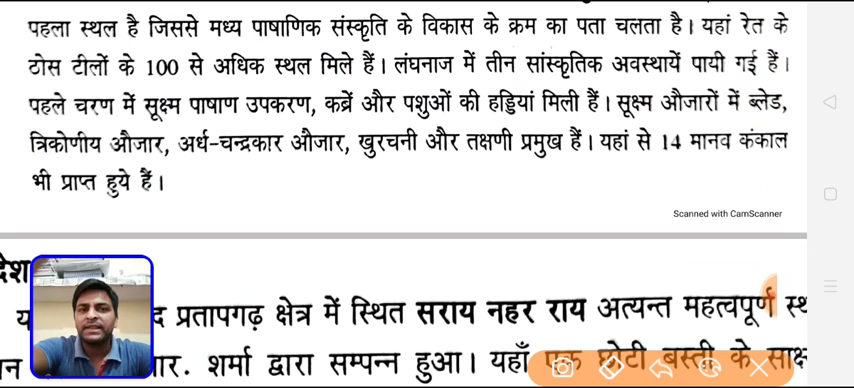 पहला स्थल है जिससे मध्य पाषाणिक संस्कृति के विकास के क्रम का पता चलता है। यहां रेत के
ठोस टीलों के 100 से अधिक स्थल मिले हैं। लंघनाज में तीन सांस्कृतिक अवस्थायें पायी गई हैं।
पहले चरण में सूक्ष्म पाषाण उपकरण, कब्रें और पशुओं की हड्डियां मिली हैं। सूक्ष्म औजारों में ब्लेड,
त्रिकोणीय औजार, अर्ध-चन्द्रकार औजार, खुरचनी और तक्षणी प्रमुख हैं। यहां से 14 मानव कंकाल
भी प्राप्त हुये हैं।
Scanned with CamScanner
प्रतापगढ़ क्षेत्र में स्थित सराय नहर राय अत्यन्त महत्वपूर्ण
शर्मा द्वारा सम्पन्न हुआ। यहाँ एक छोटी बस्ती के